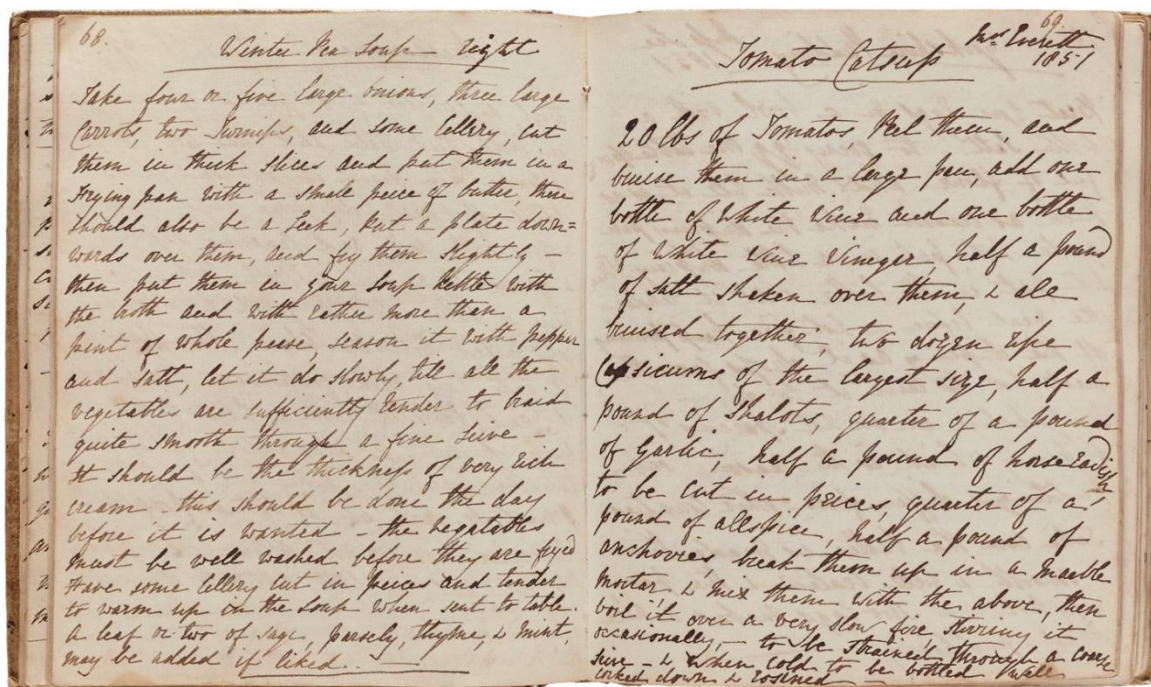 68.
Winter Pea Soup – right
Take four or five large onions, three large
Carrots, two Turnips, and some Cellery, cut
them in thick slices and put them in a
Frying pan with a small peice of butter, there
should also be a Leek, put a plate down=
wards over them, and fry them slightly –
then put them in your soup kettle with
the broth and with rather more than a
pint of whole pease, season it with pepper
and salt, let it do slowly, till all the
vegetables are sufficiently tender to
quite smooth through a fine Seive –
It should be the thickness of very rich
cream – this should be done the day
before it is wanted – the vegetables
must be well washed before they are fryed
Have some Cellery cut in peices and tender
to warm up in the soup when sent to table.
a leaf or two of sage, parsely, thyme, & mint,
may be added if liked.
69.
Mrs Everett
1851
Tomato Catsup
20 lbs of Tomatos, Peel them, and
bruise them in a large pan, add one
bottle of White Wine and one bottle
of White Wine Vinegar, half a pound
of salt shaken over them, & all
bruised together, two dozen ripe
Capsicums of the largest size, half a
pound of Shalots, quarter of a pound
of Garlic, half a pound of horse radish
to be cut in peices, quarter of a
pound of allspice, half a pound of
anchovies, break them up in a marble
mortar & mix them with the above, then
boil it over a very slow fire, stiring it
occasionally, – to be strained through a coarse
Seive – & when cold to be bottled well
corked down & rosined